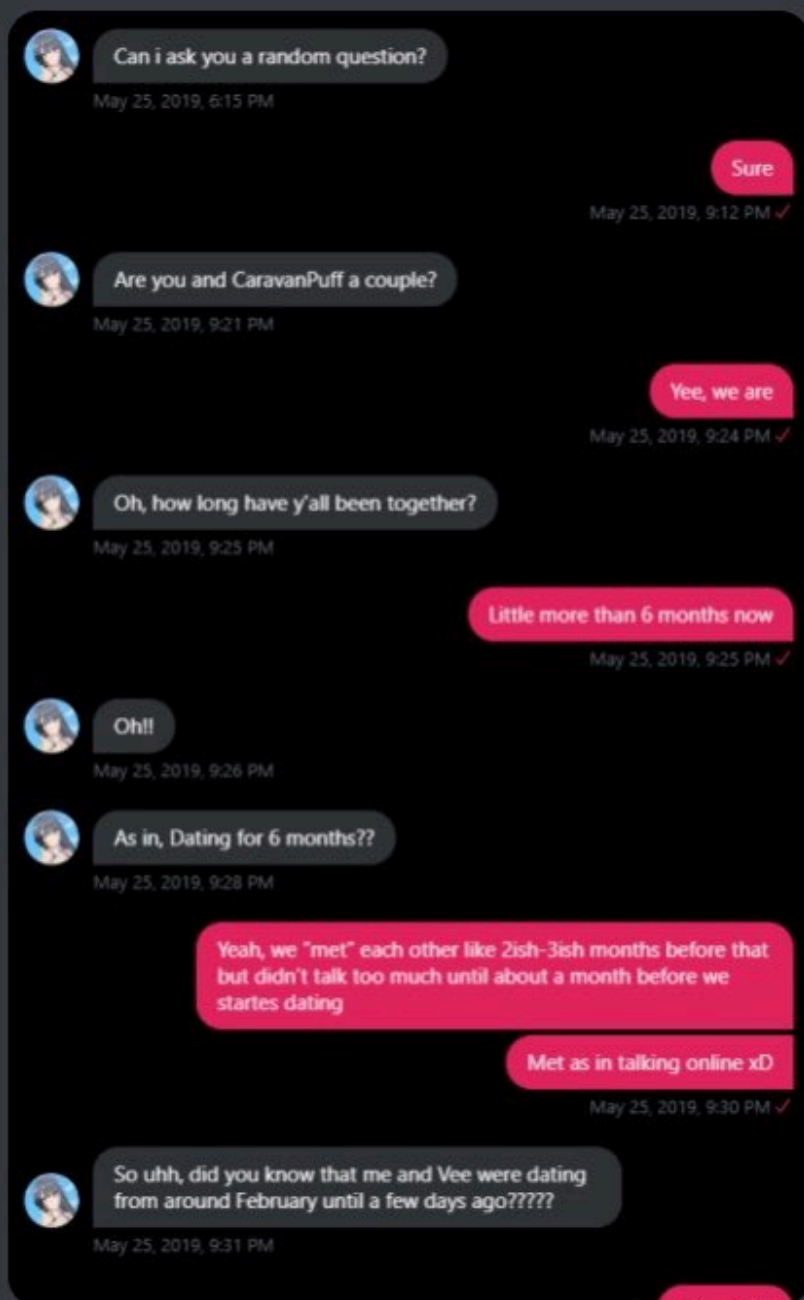 Can i ask you a random question?
May 25, 2019, 6:15 PM
Sure
May 25, 2019, 9:12 PM ✓
Are you and CaravanPuff a couple?
May 25, 2019, 9:21 PM
Yee, we are
May 25, 2019, 9:24 PM ✓
Oh, how long have y'all been together?
May 25, 2019, 9:25 PM
Little more than 6 months now
May 25, 2019, 9:25 PM ✓
Oh!!
May 25, 2019, 9:26 PM
As in, Dating for 6 months??
May 25, 2019, 9:28 PM
Yeah, we "met" each other like 2ish-3ish months before that
but didn't talk too much until about a month before we
startes dating
Met as in talking online xD
May 25, 2019, 9:30 PM ✓
So uhh, did you know that me and Vee were dating
from around February until a few days ago?????
May 25, 2019, 9:31 PM